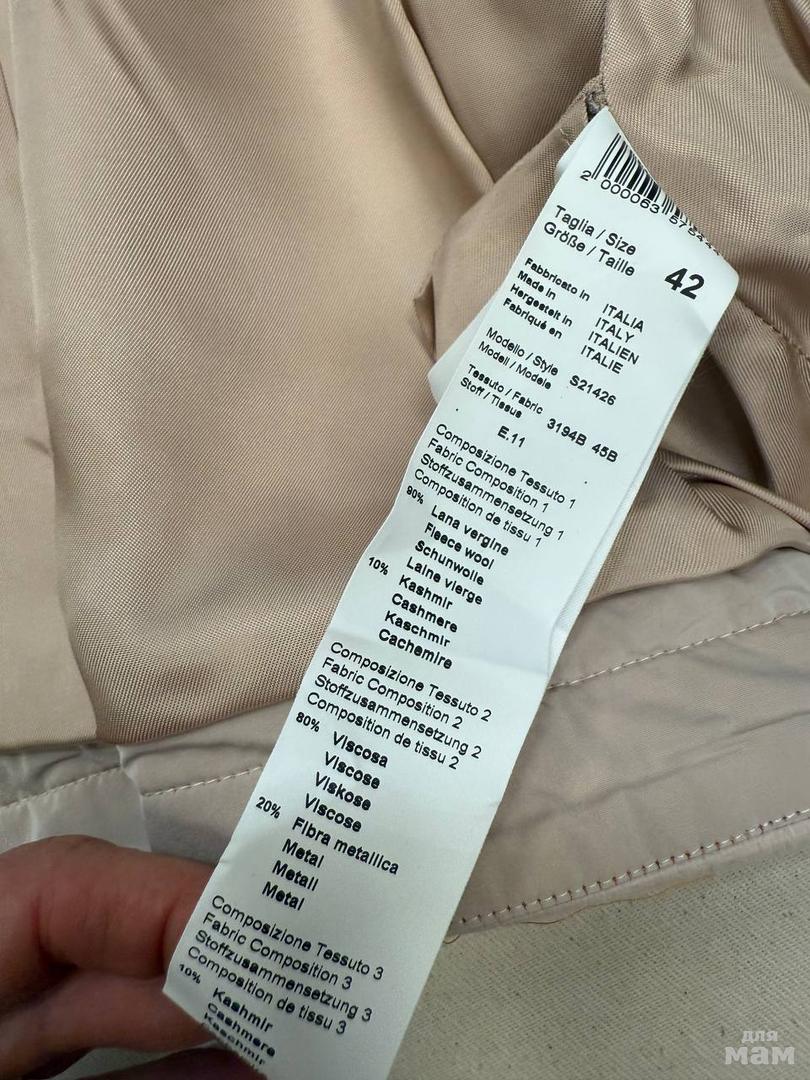 2 000063 575
Taglia / Size
Größe / Taille
42
Fabbricato in ITALIA
Made in ITALY
Hergestelt in ITALIEN
Fabriqué en ITALIE
Modello / Style
Modell / Modele S21426
Tessuto / Fabric
Stoff / Tissus 3194B 45B
E.11
Composizione Tessuto 1
Fabric Composition 1
Stoffzusammensetzung 1
Composition de tissu 1
90% Lana vergine
Fleece wool
Schunwolle
Laine vierge
10% Kashmir
Cashmere
Kaschmir
Cachemire
Composizione Tessuto 2
Fabric Composition 2
Stoffzusammensetzung 2
Composition de tissu 2
80% Viscosa
Viscose
Viskose
Viscose
20% Fibra metallica
Metal
Metall
Metal
Composizione Tessuto 3
Fabric Composition 3
Stoffzusammensetzung 3
Composition de tissu 3
10% Kashmir
Cashmere
Kaschmir
для
мам